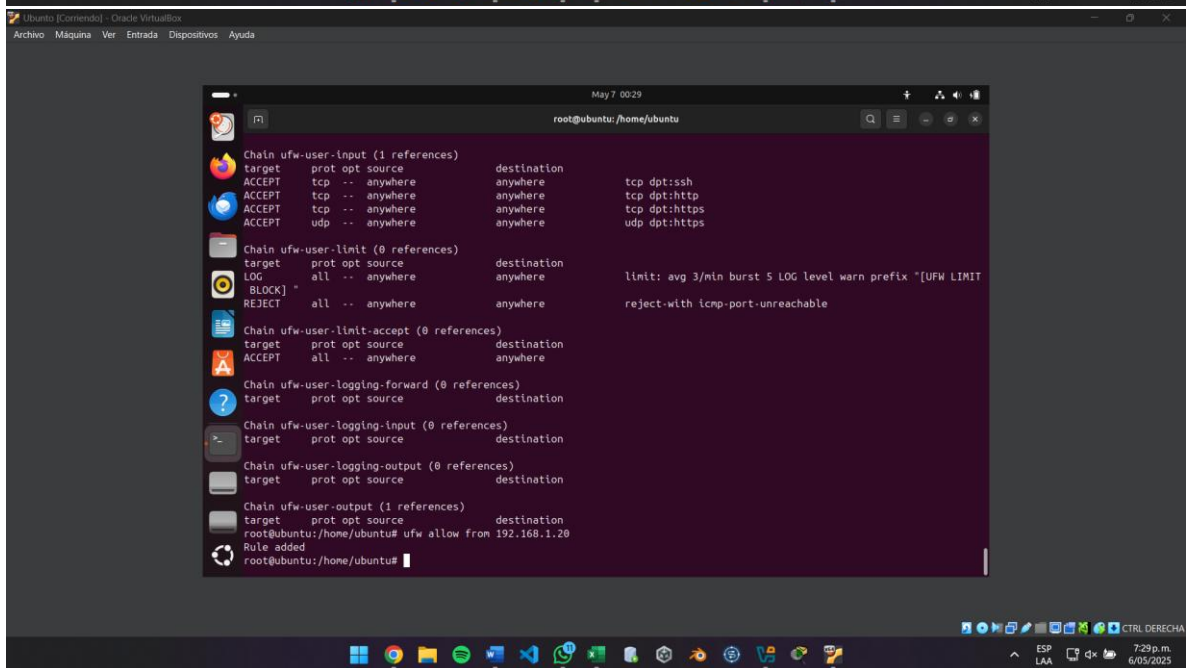 Ubunto [Corriendo] - Oracle VirtualBox
Archivo Máquina Ver Entrada Dispositivos Ayuda
May 7 00:29
root@ubuntu: /home/ubuntu
Chain ufw-user-input (1 references)
target prot opt source destination
ACCEPT tcp -- anywhere anywhere tcp dpt:ssh
ACCEPT tcp -- anywhere anywhere tcp dpt:http
ACCEPT tcp -- anywhere anywhere tcp dpt:https
ACCEPT udp -- anywhere anywhere udp dpt:https
Chain ufw-user-limit (0 references)
target prot opt source destination
LOG all -- anywhere anywhere limit: avg 3/min burst 5 LOG level warn prefix "[UFW LIMIT
BLOCK] "
REJECT all -- anywhere anywhere reject-with icmp-port-unreachable
Chain ufw-user-limit-accept (0 references)
target prot opt source destination
ACCEPT all -- anywhere anywhere
Chain ufw-user-logging-forward (0 references)
target prot opt source destination
Chain ufw-user-logging-input (0 references)
target prot opt source destination
Chain ufw-user-logging-output (0 references)
target prot opt source destination
Chain ufw-user-output (1 references)
target prot opt source destination
root@ubuntu:/home/ubuntu# ufw allow from 192.168.1.20
Rule added
root@ubuntu:/home/ubuntu#
CTRL DERECHA
ESP
LAA
7:29 p. m.
6/05/2025